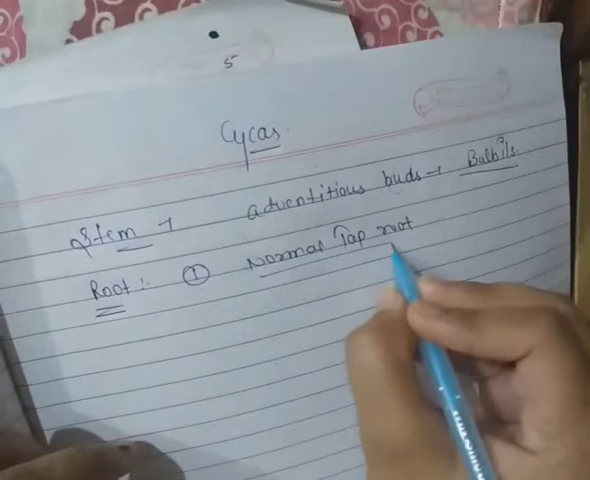 5
Cycas
Stem → adventitious buds → Bulbils
Root :- ① Normal Tap root